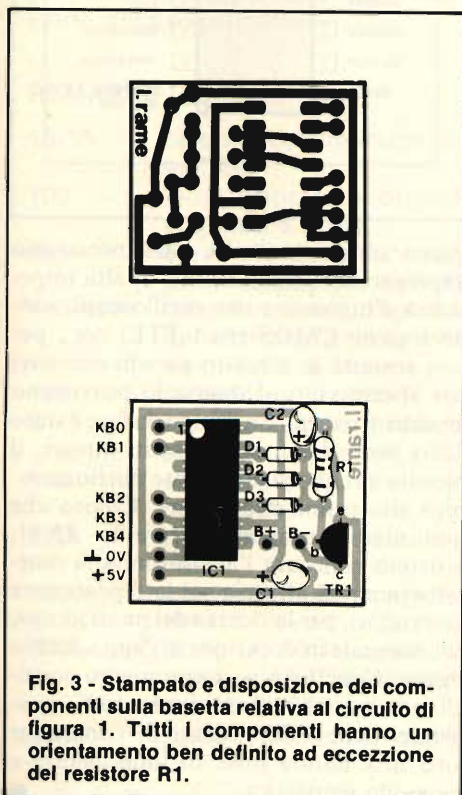 l.rame
C2
l.rame
KB0
1
D1
KB1
R1
D2
KB2
D3
e
KB3
B+
B-
KB4
b
0V
+5V
IC1
C1
c
TR1
Fig. 3 - Stampato e disposizione dei com-
ponenti sulla basetta relativa al circuito di
figura 1. Tutti i componenti hanno un
orientamento ben definito ad eccezzione
del resistore R1.